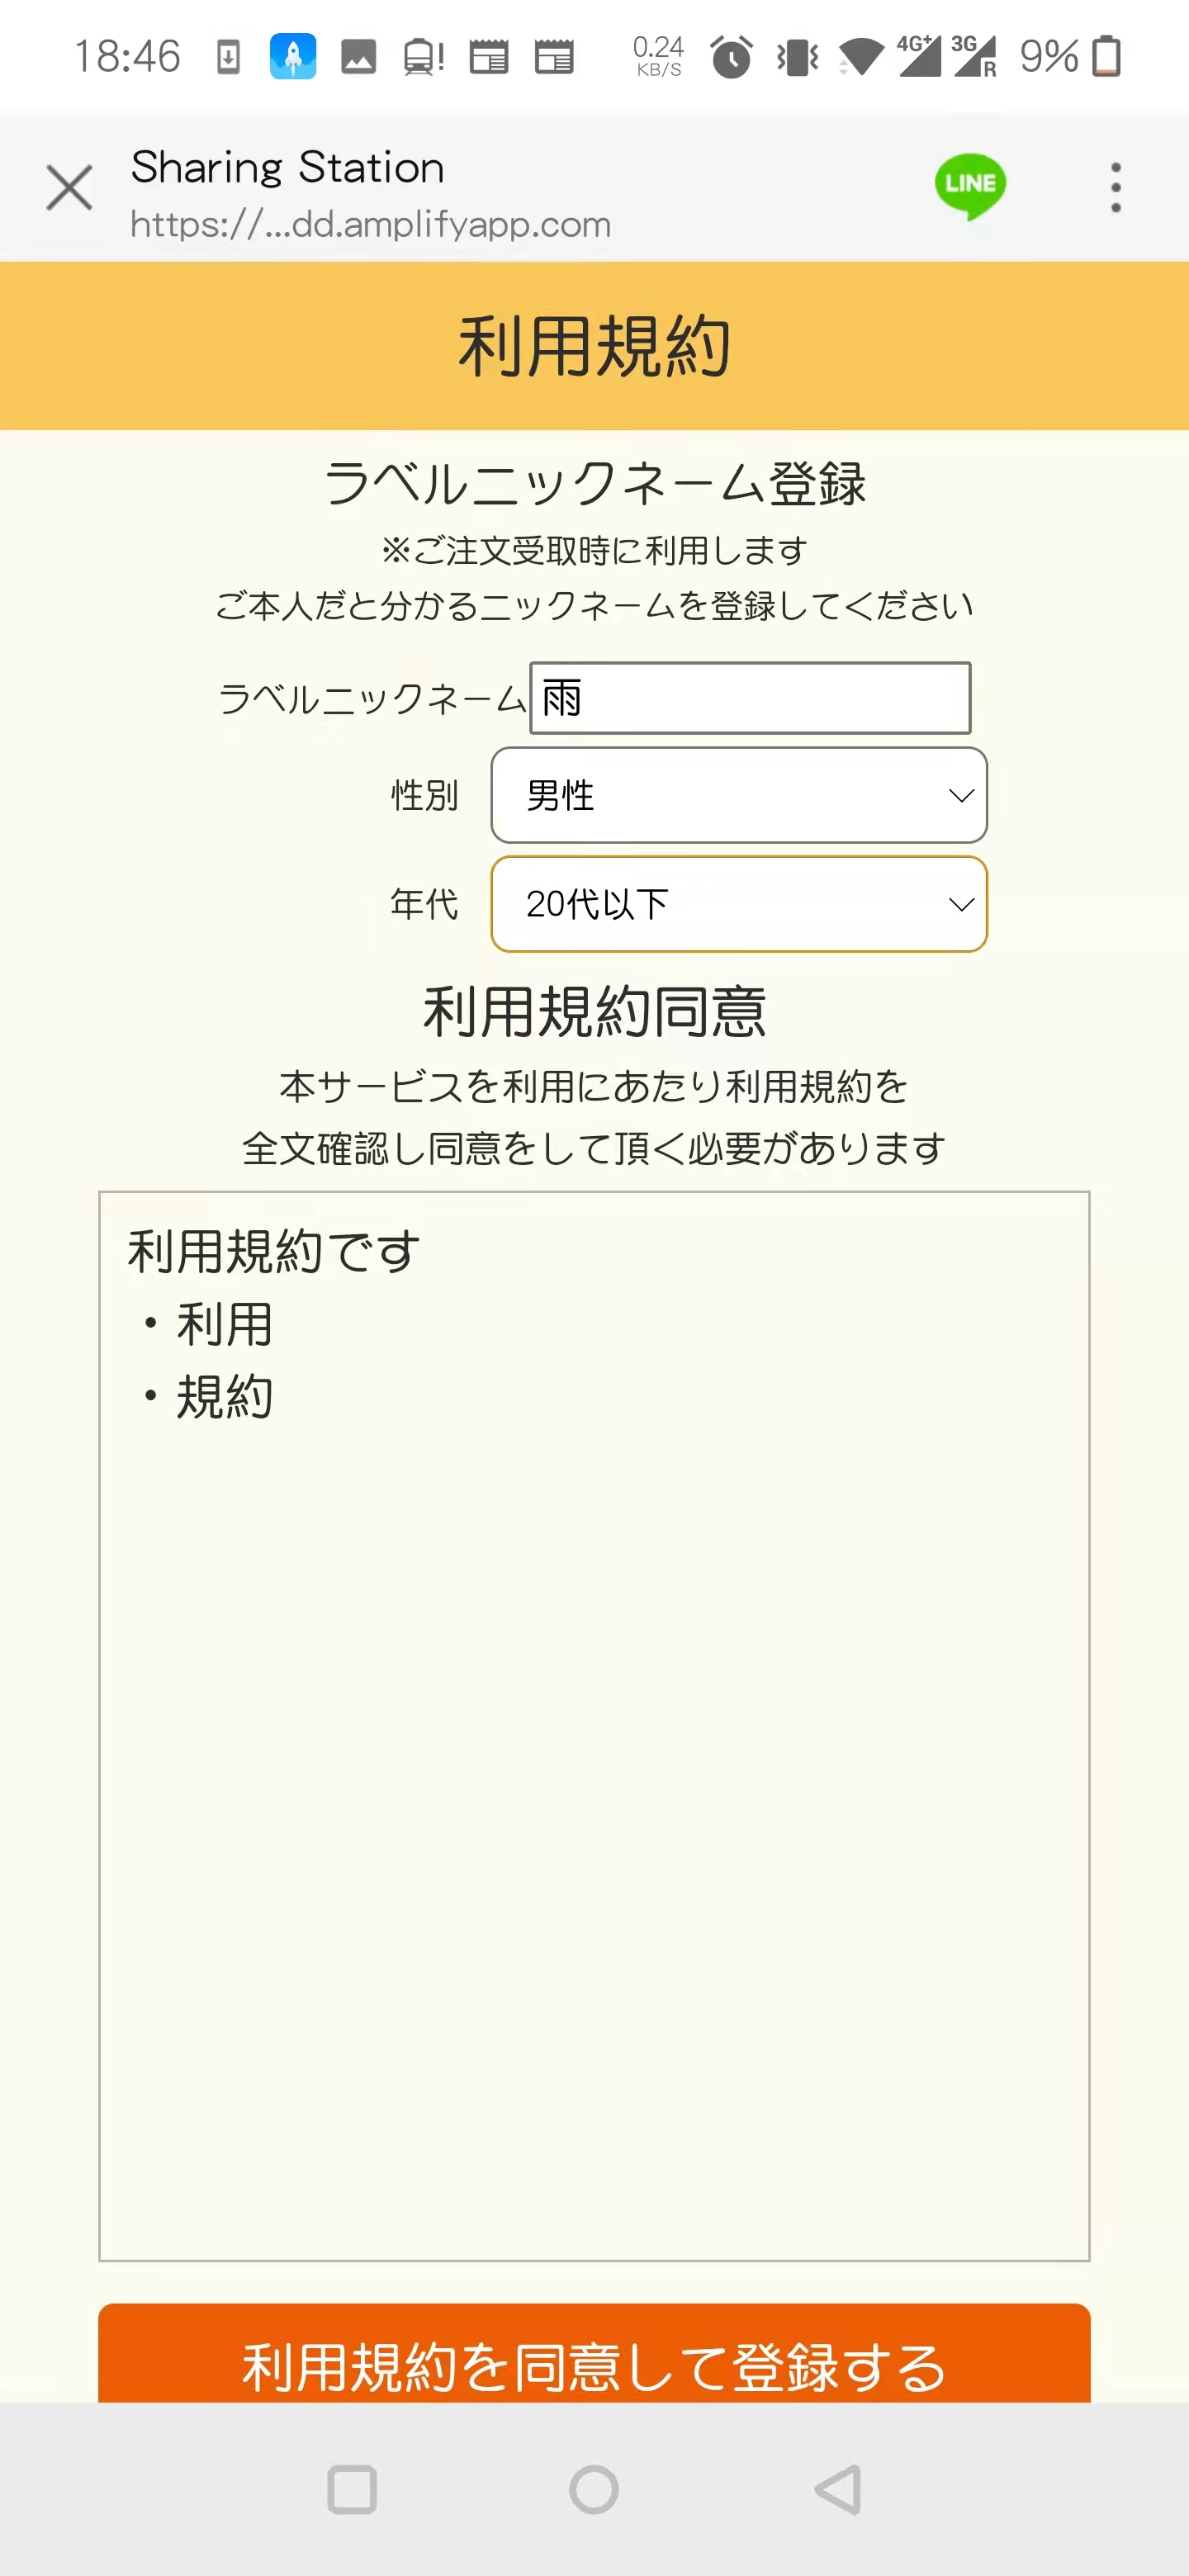 18:46 0.24 KB/S 4G+ 3G R 9%
Sharing Station
LINE
https://...dd.amplifyapp.com
利用規約
ラベルニックネーム登録
※ご注文受取時に利用します
ご本人だと分かるニックネームを登録してください
ラベルニックネーム 雨
性別 男性
年代 20代以下
利用規約同意
本サービスを利用にあたり利用規約を
全文確認し同意をして頂く必要があります
利用規約です
・利用
・規約
利用規約を同意して登録する